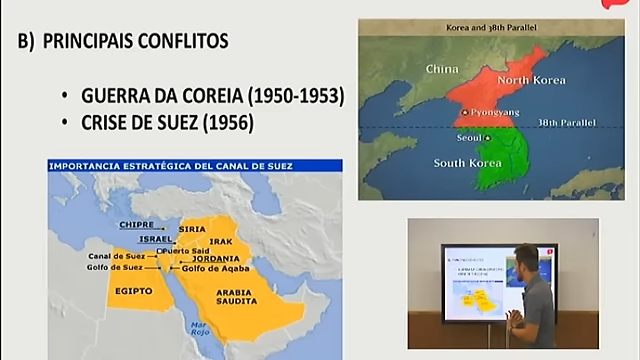 B) PRINCIPAIS CONFLITOS
• GUERRA DA COREIA (1950-1953)
• CRISE DE SUEZ (1956)
Korea and 38th Parallel
China
North Korea
Pyongyang
38th Parallel
Seoul
South Korea
IMPORTANCIA ESTRATÉGICA DEL CANAL DE SUEZ
CHIPRE
SIRIA
ISRAEL
IRAK
Puerto Said
Canal de Suez
JORDANIA
Golfo de Suez
Golfo de Aqaba
EGIPTO
ARABIA
SAUDITA
Mar
Rojo